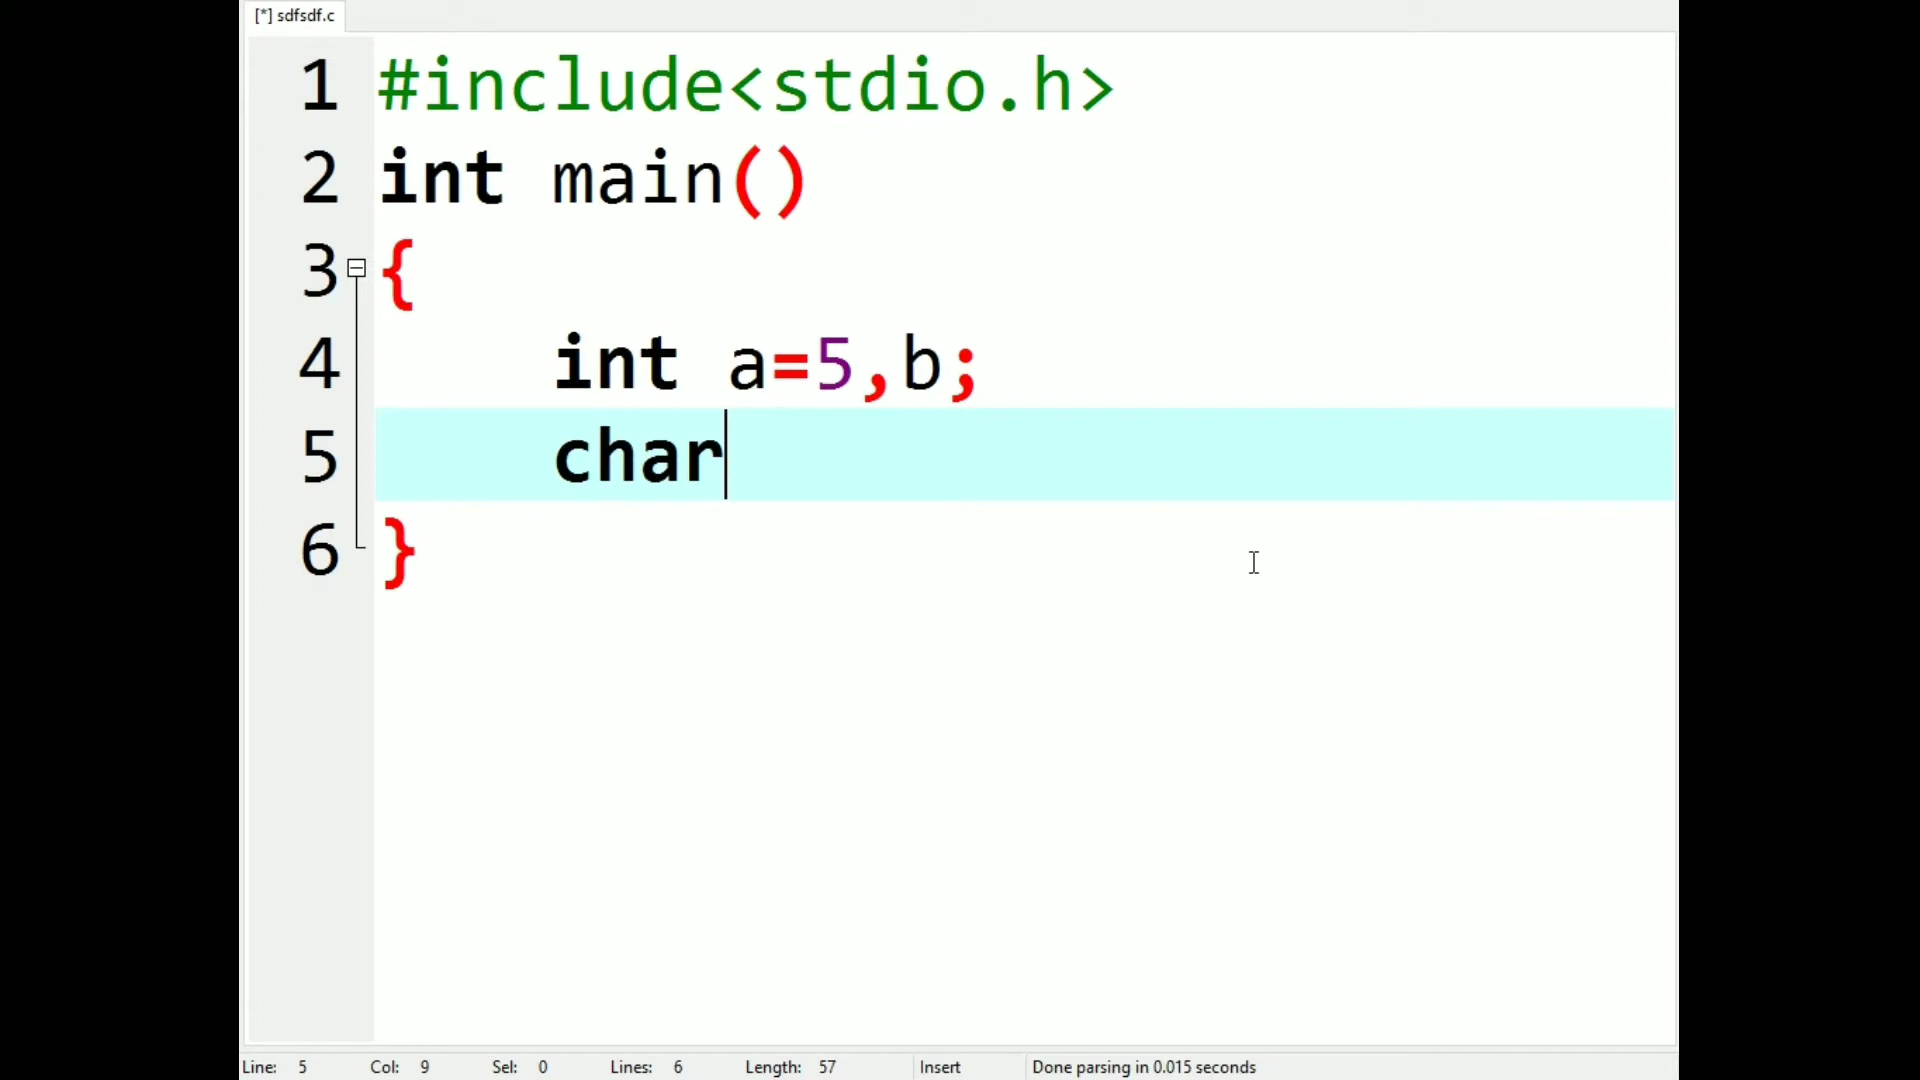 [*] sdfsdf.c
1 #include<stdio.h>
2 int main()
3 {
4 int a=5,b;
5 char
6 }
Line: 5 Col: 9 Sel: 0 Lines: 6 Length: 57 Insert Done parsing in 0.015 seconds